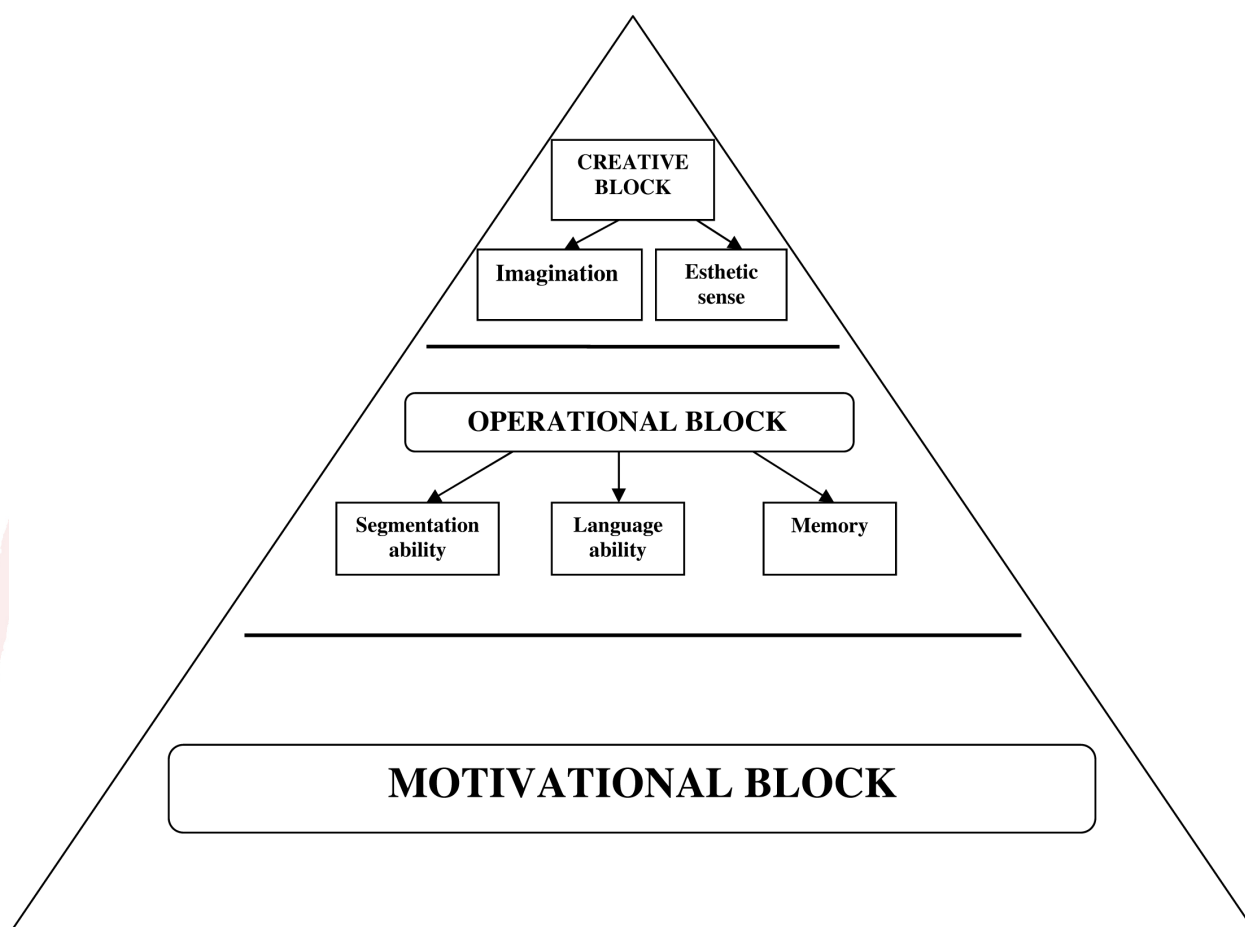 CREATIVE
BLOCK
Imagination
Esthetic
sense
OPERATIONAL BLOCK
Segmentation
ability
Language
ability
Memory
MOTIVATIONAL BLOCK